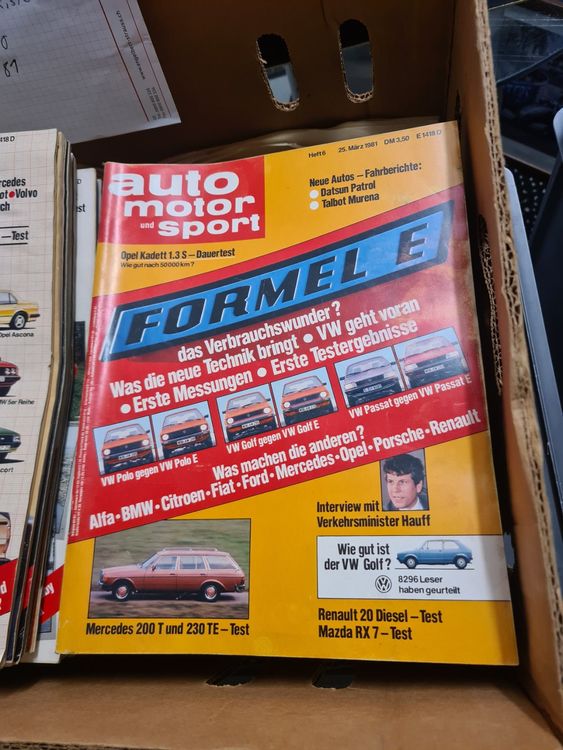 81
1418 D
rcedes
ot • Volvo
ch
–Test
Opel Ascona
MW 5er Reihe
cort
Heft 6 25. März 1981 DM 3,50 E 1418 D
auto
motor
und sport
Neue Autos – Fahrberichte:
Datsun Patrol
Talbot Murena
Opel Kadett 1.3 S – Dauertest
Wie gut nach 50000 km?
FORMEL E
das Verbrauchswunder?
Was die neue Technik bringt • VW geht voran
• Erste Messungen • Erste Testergebnisse
VW Polo gegen VW Polo E
VW Golf gegen VW Golf E
VW Passat gegen VW Passat E
Was machen die anderen?
Alfa • BMW • Citroen • Fiat • Ford • Mercedes • Opel • Porsche • Renault
Interview mit
Verkehrsminister Hauff
Wie gut ist
der VW Golf?
8296 Leser
haben geurteilt
Mercedes 200 T und 230 TE – Test
Renault 20 Diesel – Test
Mazda RX 7 – Test